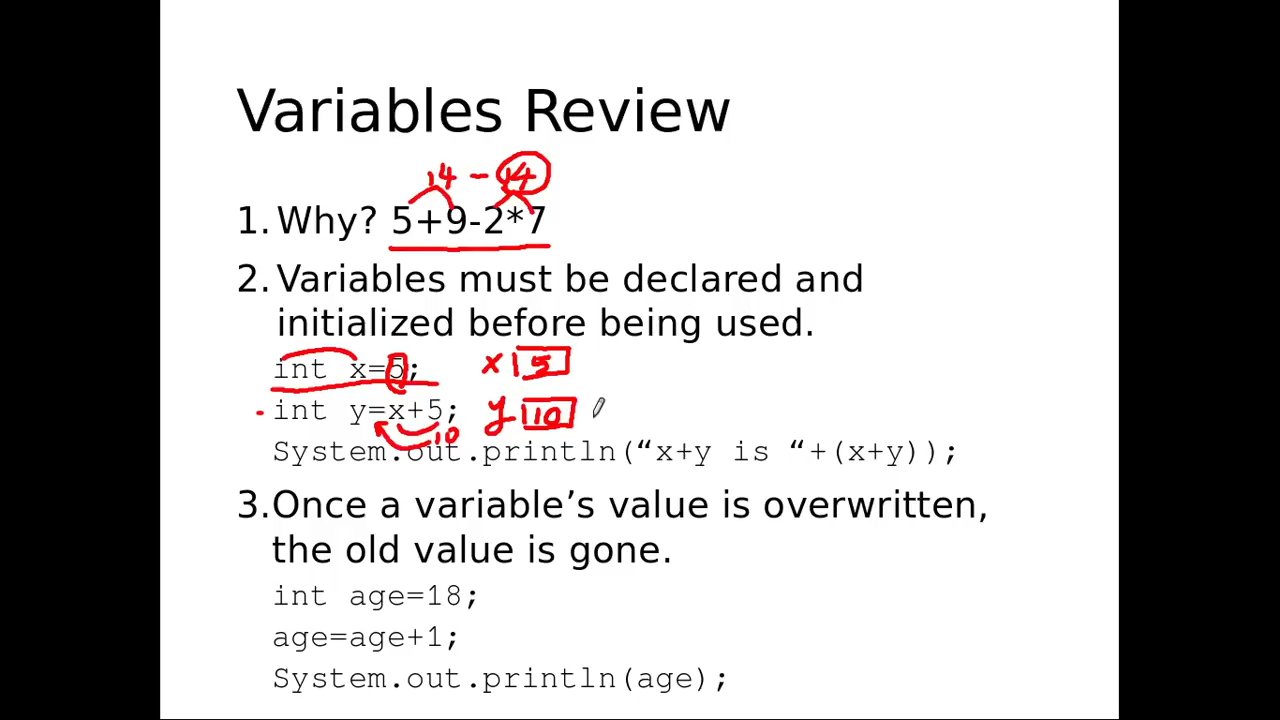 Variables Review
14 - 14
1. Why? 5+9-2*7
2. Variables must be declared and
initialized before being used.
int x=5; x 5
int y=x+5; y 10
10
System.out.println(“x+y is “+(x+y));
3.Once a variable’s value is overwritten,
the old value is gone.
int age=18;
age=age+1;
System.out.println(age);